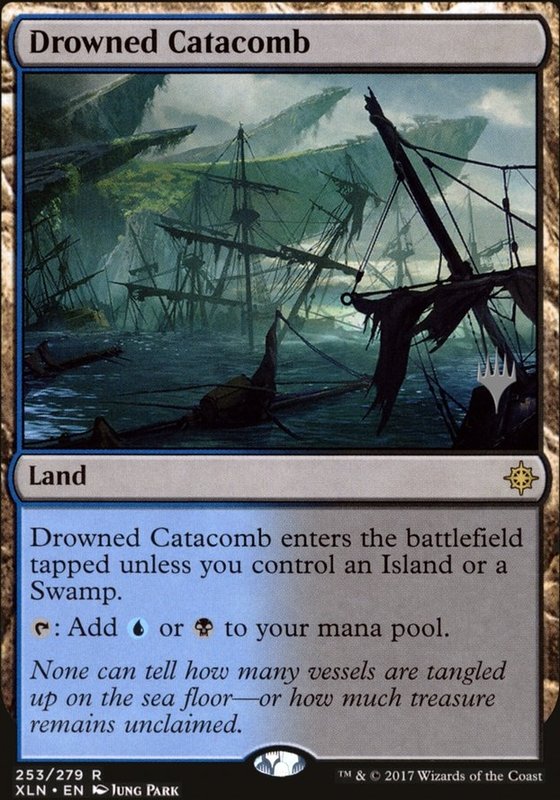 Drowned Catacomb
Land
Drowned Catacomb enters the battlefield
tapped unless you control an Island or a
Swamp.
: Add or to your mana pool.
None can tell how many vessels are tangled
up on the sea floor—or how much treasure
remains unclaimed.
253/279 R
XLN • EN Jung Park
™ & © 2017 Wizards of the Coast